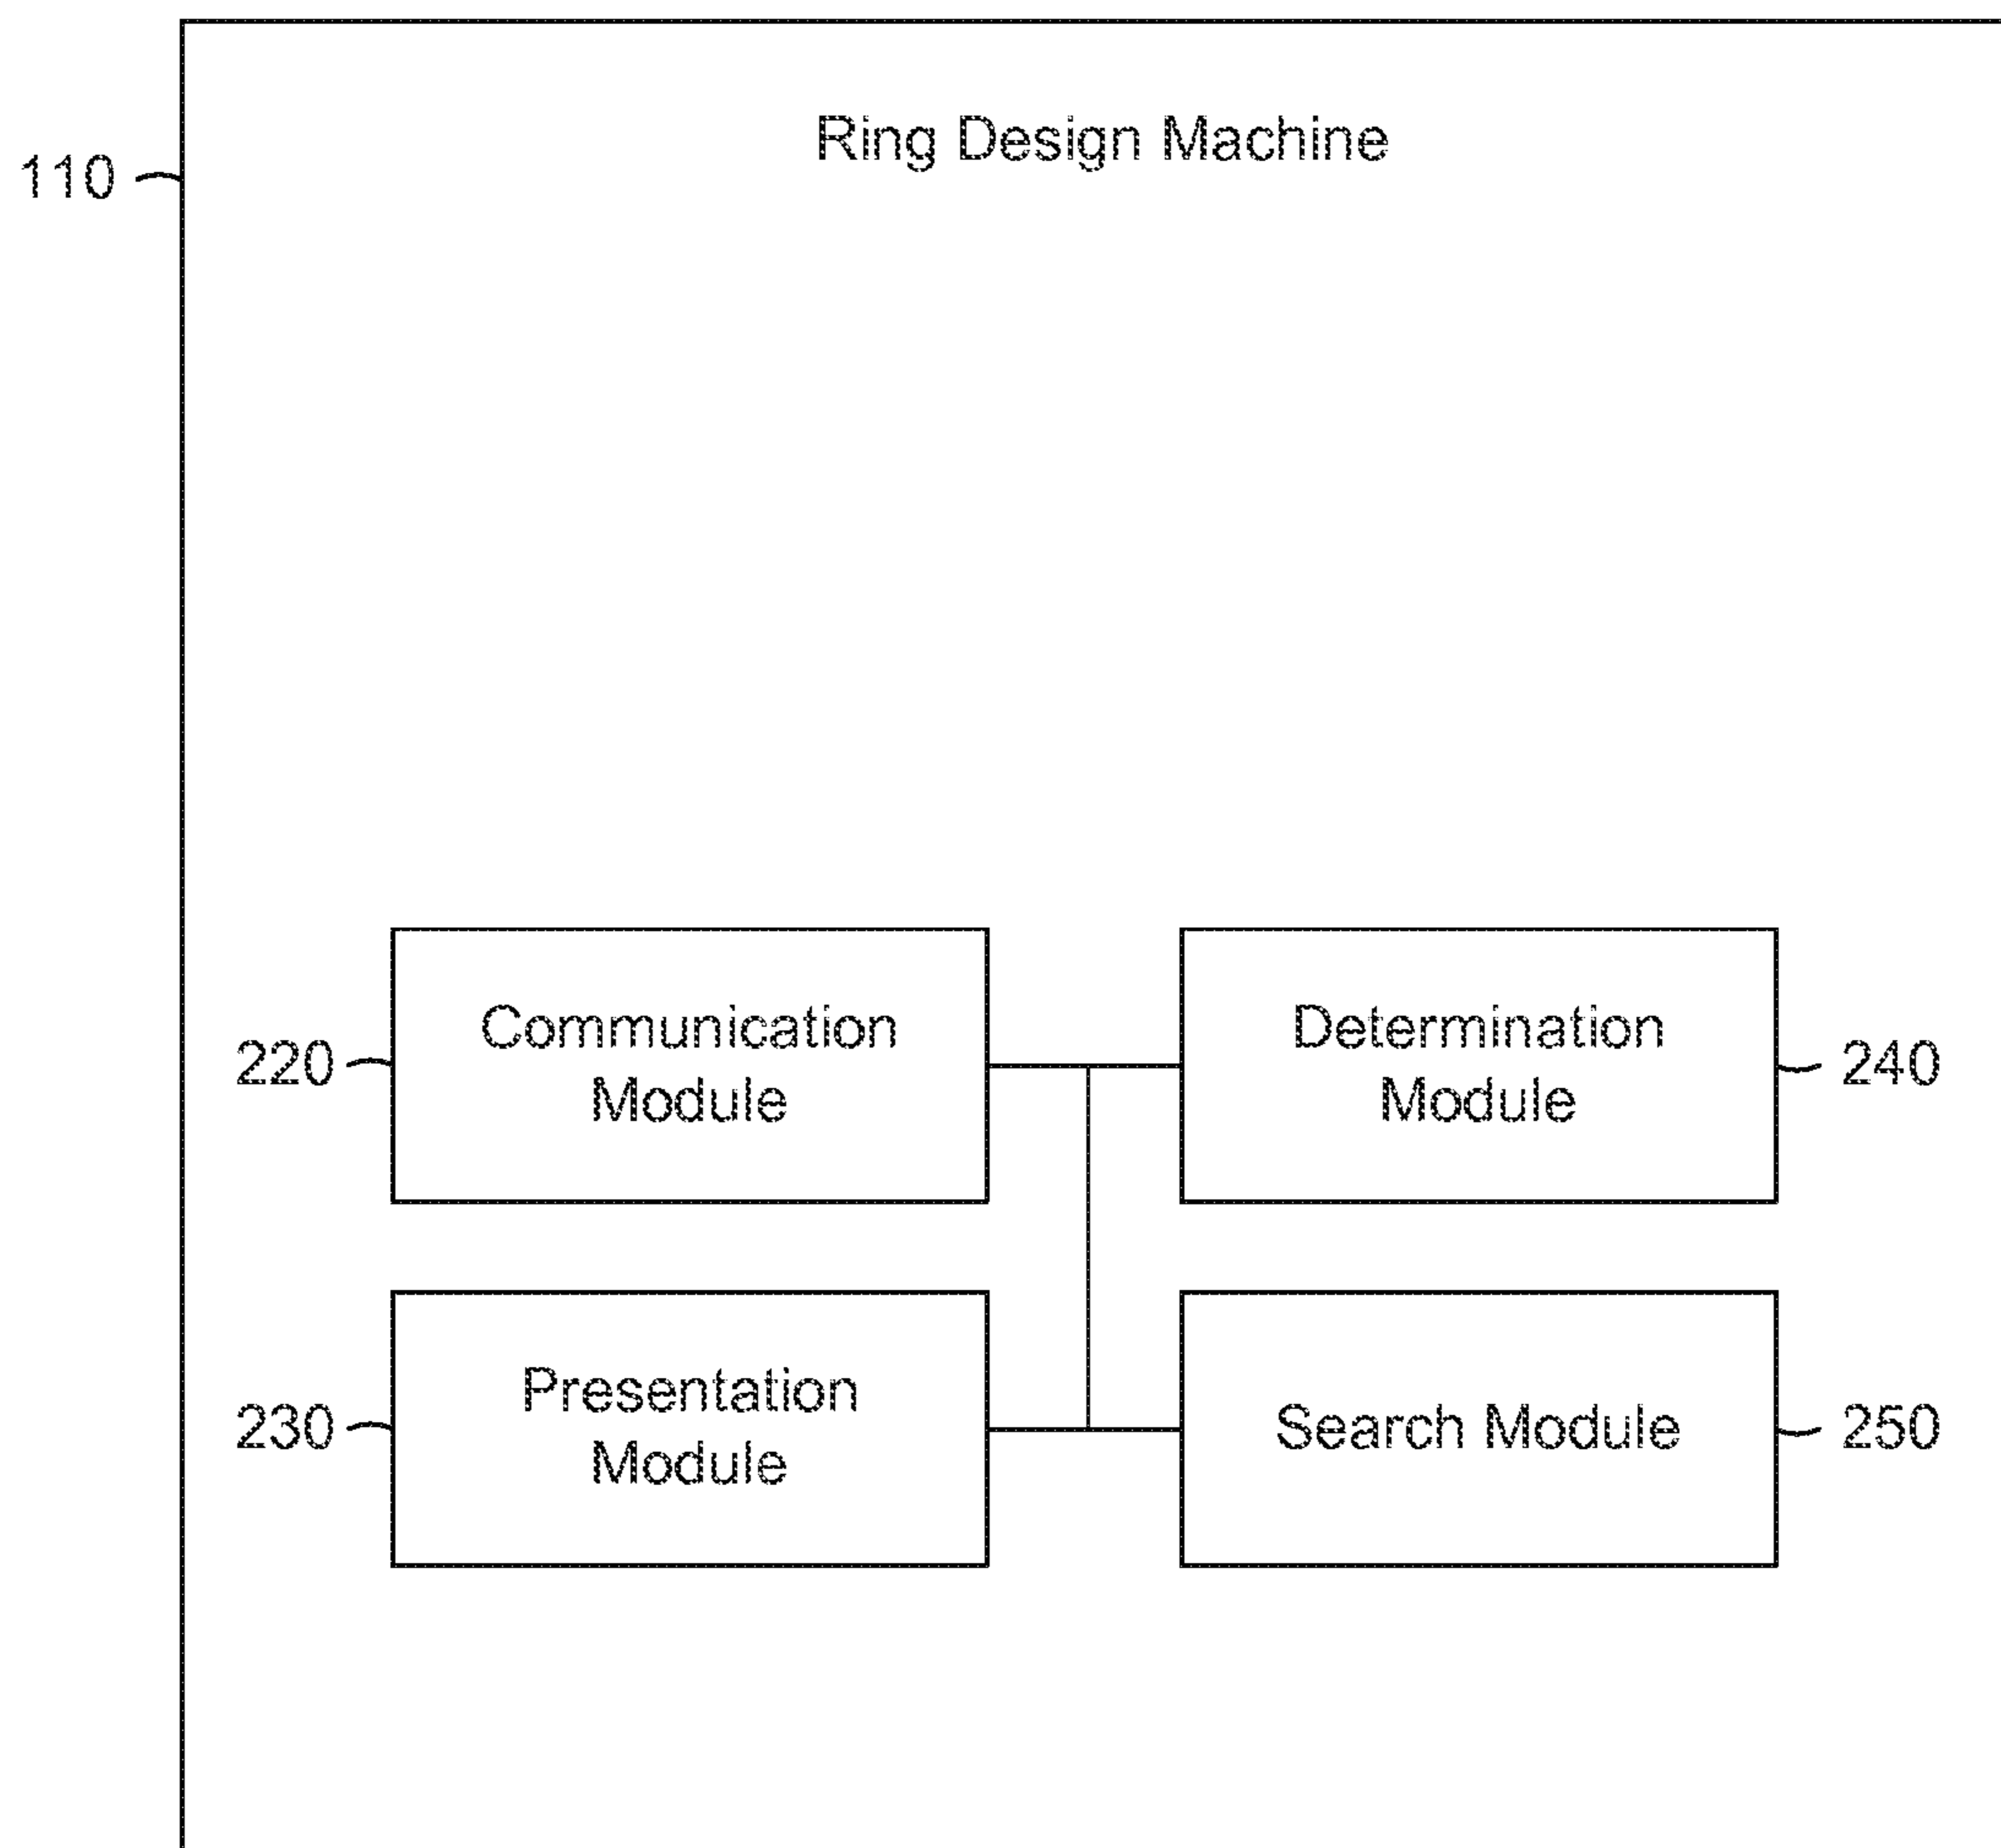 Ring Design Machine
110
Communication
Module
220
Determination
Module
240
Presentation
Module
230
Search Module
250